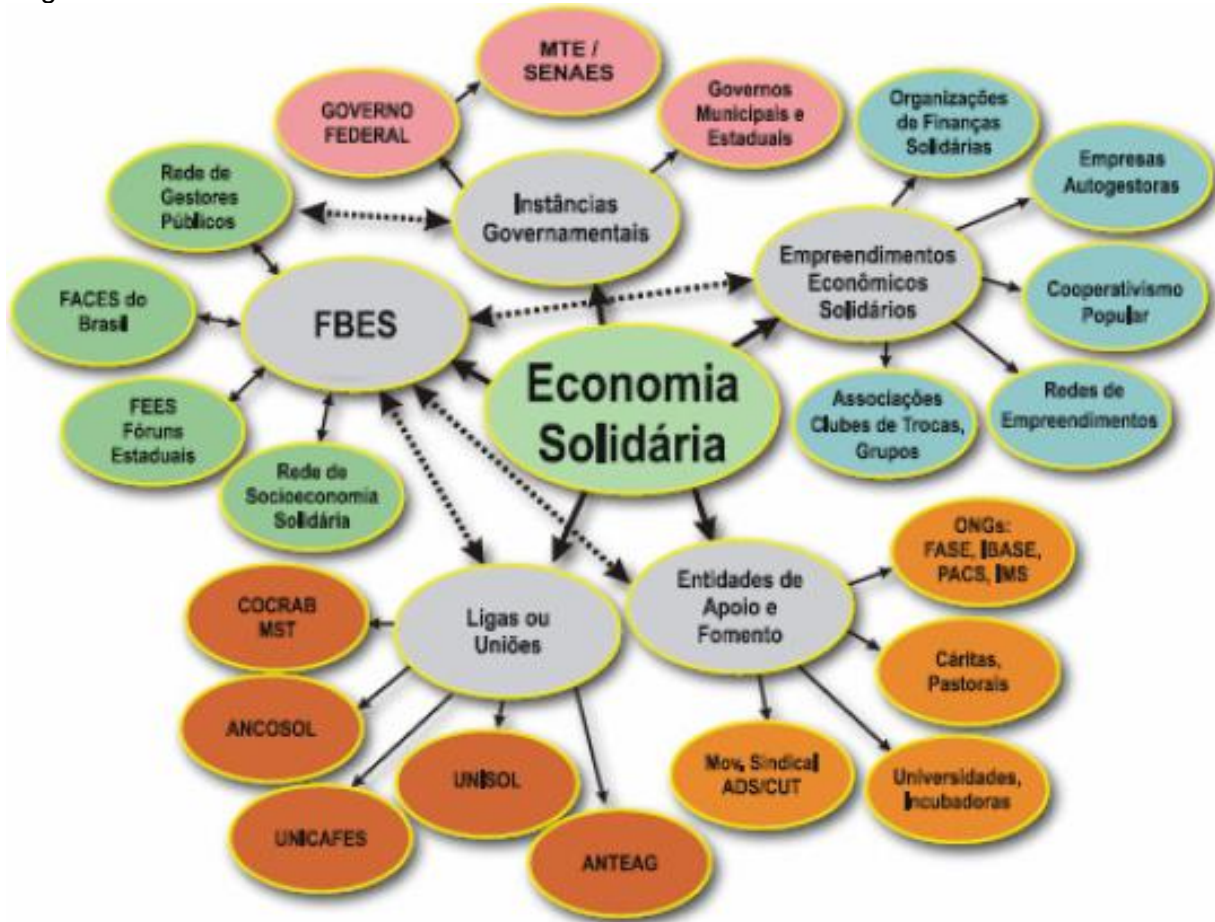 MTE /
SENAES
GOVERNO
FEDERAL
Governos
Municipais e
Estaduais
Organizações
de Finanças
Solidárias
Empresas
Autogestoras
Rede de
Gestores
Públicos
Instâncias
Governamentais
Empreendimentos
Econômicos
Solidários
Cooperativismo
Popular
FACES do
Brasil
FBES
Economia
Solidária
Associações
Clubes de Trocas,
Grupos
Redes de
Empreendimentos
FEES
Fóruns
Estaduais
Rede de
Socioeconomia
Solidária
ONGs:
FASE, IBASE,
PACS, IMS
Entidades de
Apoio e
Fomento
COCRAB
MST
Ligas ou
Uniões
Cáritas,
Pastorais
ANCOSOL
UNISOL
Mov. Sindical
ADS/CUT
Universidades,
Incubadoras
UNICAFES
ANTEAG